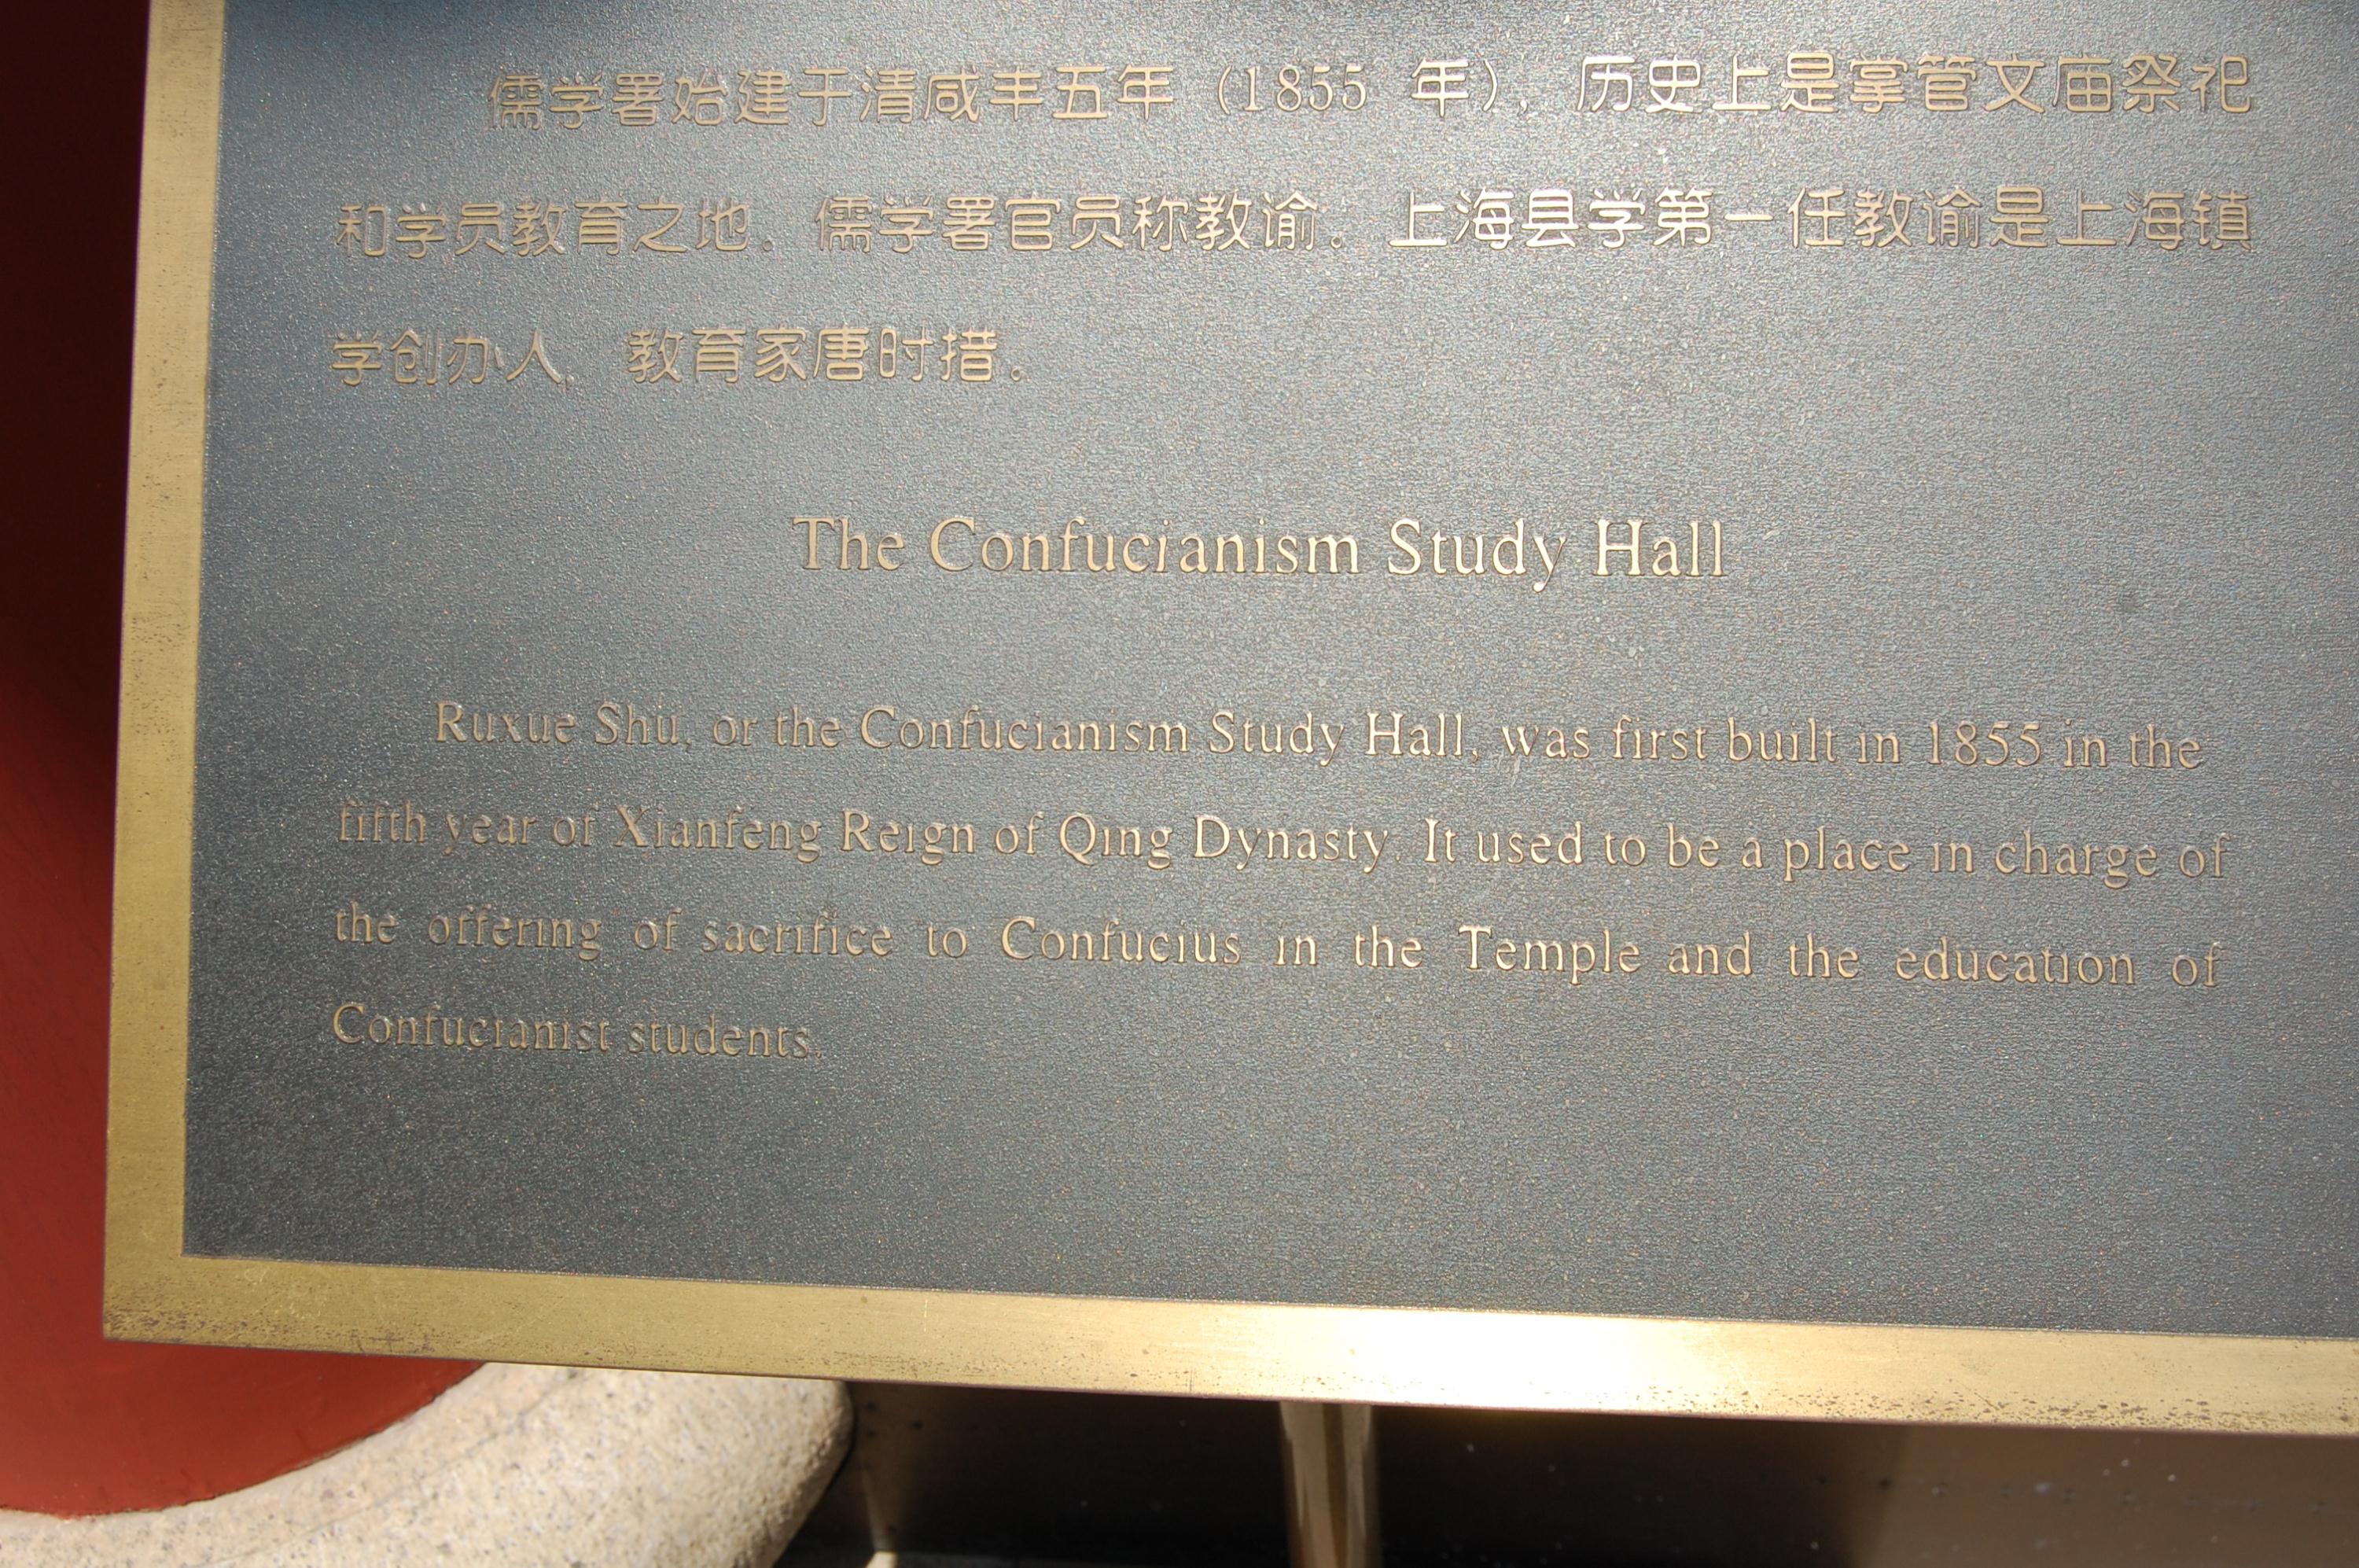 儒学署始建于清咸丰五年（1855 年），历史上是掌管文庙祭祀
和学员教育之地。儒学署官员称教谕。上海县学第一任教谕是上海镇
学创办人，教育家唐时措。
The Confucianism Study Hall
Ruxue Shu, or the Confucianism Study Hall, was first built in 1855 in the
fifth year of Xianfeng Reign of Qing Dynasty. It used to be a place in charge of
the offering of sacrifice to Confucius in the Temple and the education of
Confucianist students.